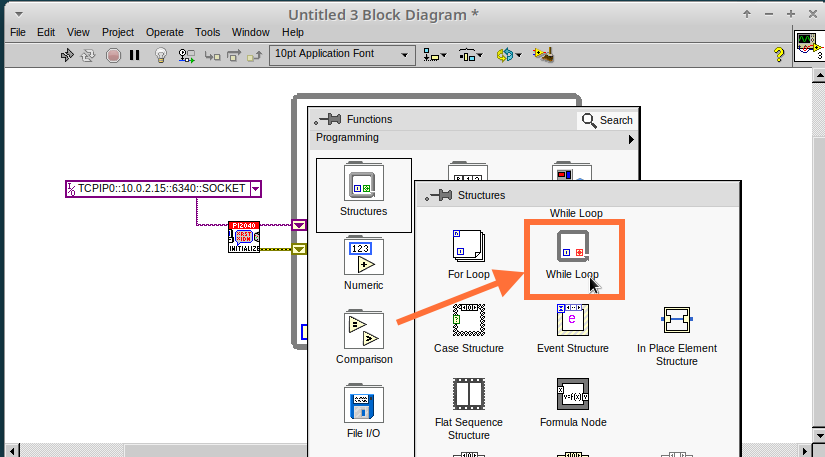 Untitled 3 Block Diagram *
File Edit View Project Operate Tools Window Help
10pt Application Font
?
3
Functions
Search
Programming
TCPIP0::10.0.2.15::6340::SOCKET
Structures
Structures
While Loop
PI2040
INITIALIZE
123
Numeric
For Loop
While Loop
Comparison
Case Structure
Event Structure
In Place Element
Structure
File I/O
Flat Sequence
Structure
Formula Node